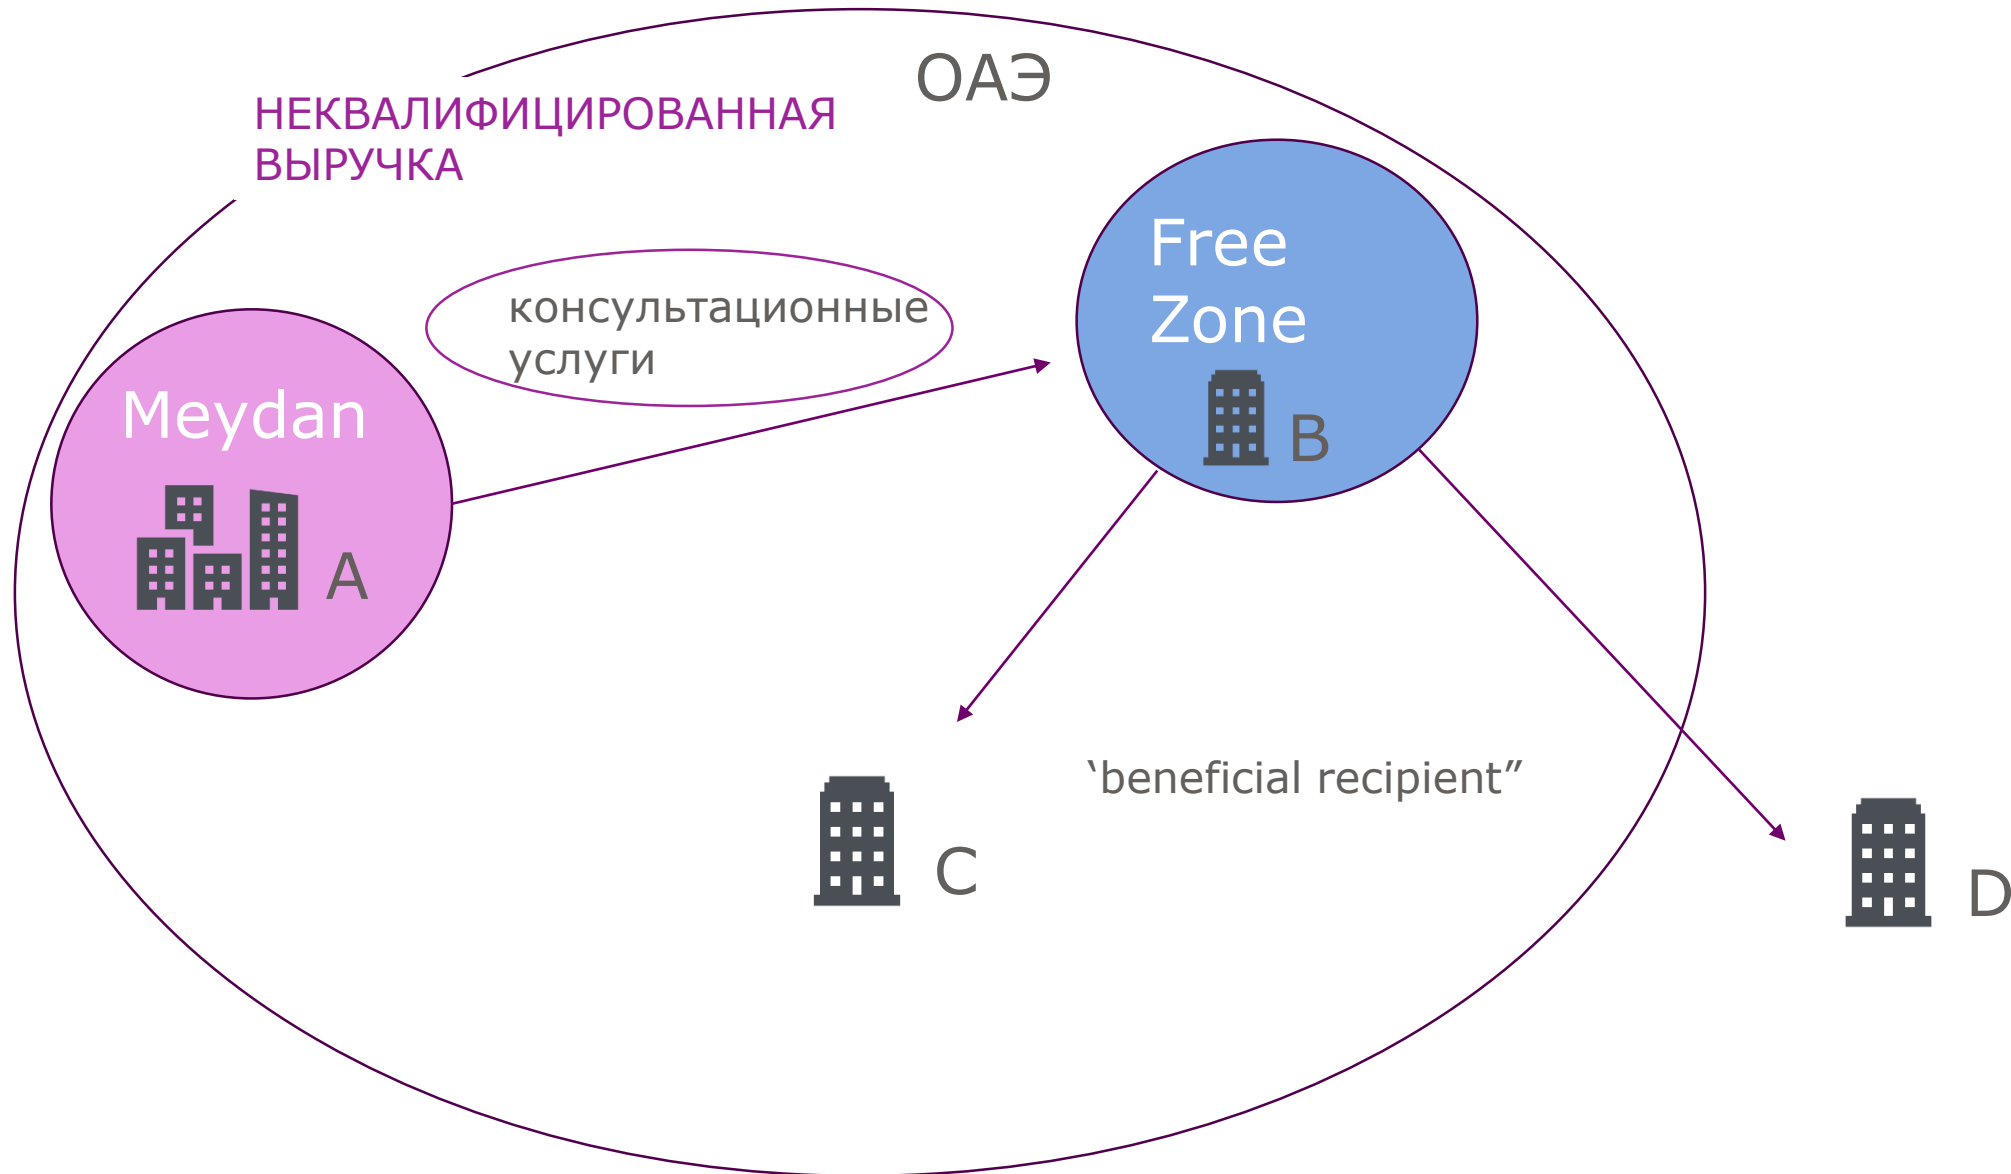 ОАЭ
НЕКВАЛИФИЦИРОВАННАЯ
ВЫРУЧКА
Free
Zone
B
консультационные
услуги
Meydan
A
‘beneficial recipient”
C
D